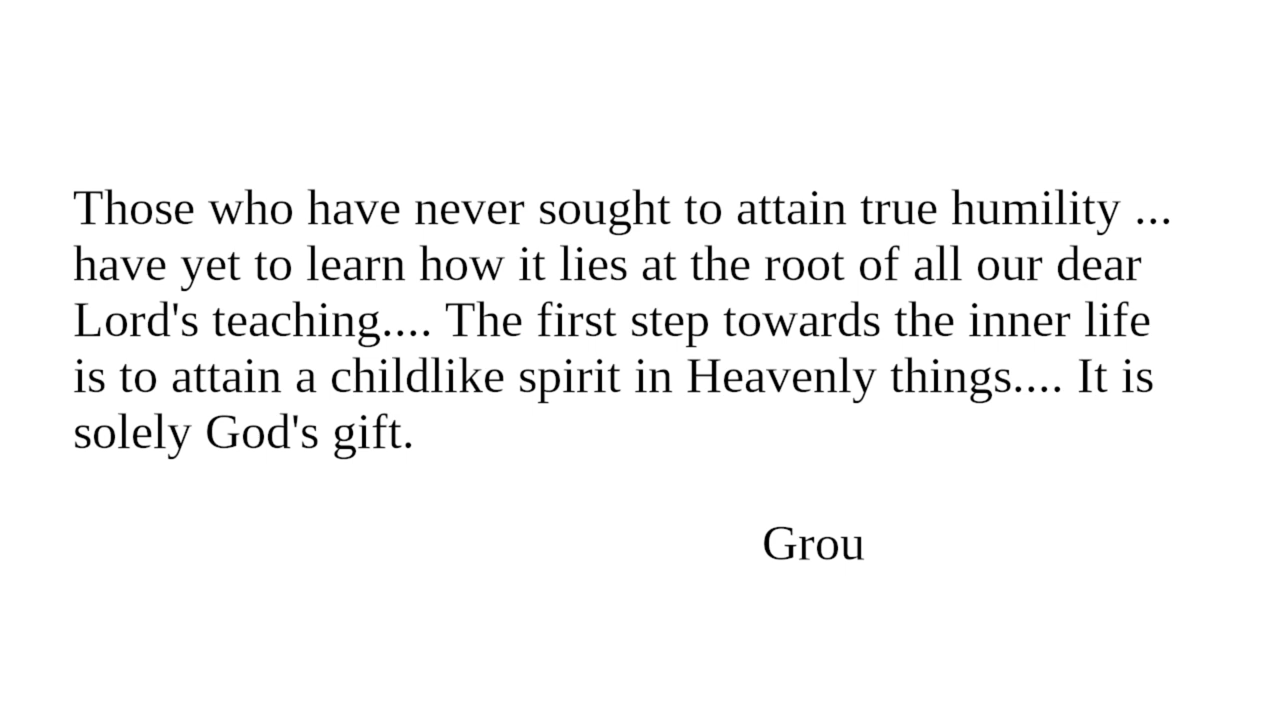 Those who have never sought to attain true humility ...
have yet to learn how it lies at the root of all our dear
Lord's teaching.... The first step towards the inner life
is to attain a childlike spirit in Heavenly things.... It is
solely God's gift.
Grou